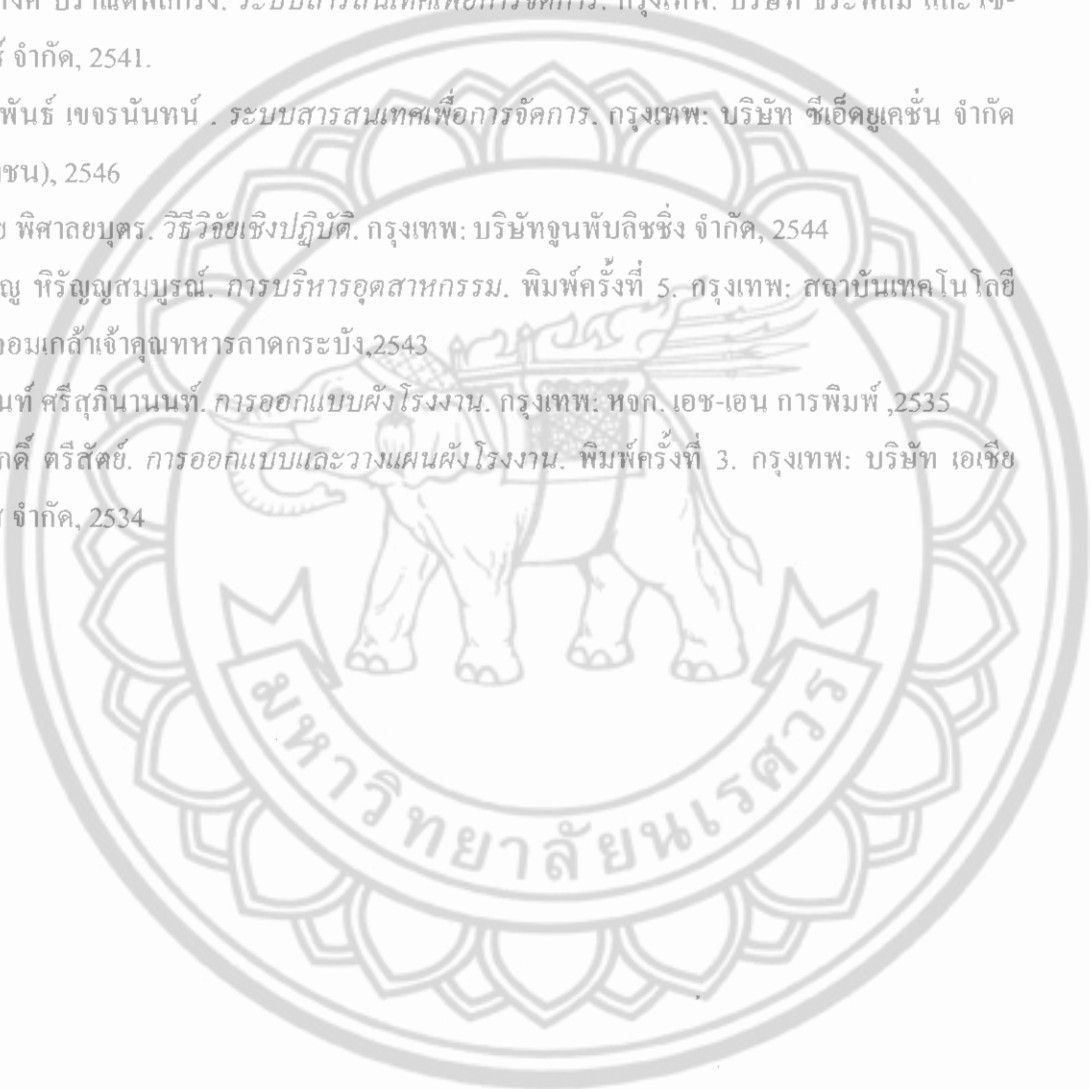 ระบบสารสนเทศเพื่อการจัดการ. กรุงเทพ: บริษัท
จำกัด, 2541.
พันธ์ เขจรนันทน์ . ระบบสารสนเทศเพื่อการจัดการ. กรุงเทพ: บริษัท ซีเอ็ดยูเคชั่น จำกัด
ชน), 2546
พิศาลยบุตร. วิธีวิจัยเชิงปฏิบัติ. กรุงเทพ: บริษัทจูนพับลิชชิ่ง จำกัด, 2544
ญ หิรัญญสมบูรณ์. การบริหารอุตสาหกรรม. พิมพ์ครั้งที่ 5. กรุงเทพ: สถาบันเทคโนโลยี
จอมเกล้าเจ้าคุณทหารลาดกระบัง,2543
นท์ ศรีสุภินานนท์. การออกแบบผังโรงงาน. กรุงเทพ: หจก. เอช-เอน การพิมพ์ ,2535
กดิ์ ตรีสัตย์. การออกแบบและวางแผนผังโรงงาน. พิมพ์ครั้งที่ 3. กรุงเทพ: บริษัท เอเชีย
จำกัด, 2534
มหาวิทยาลัยนเรศวร